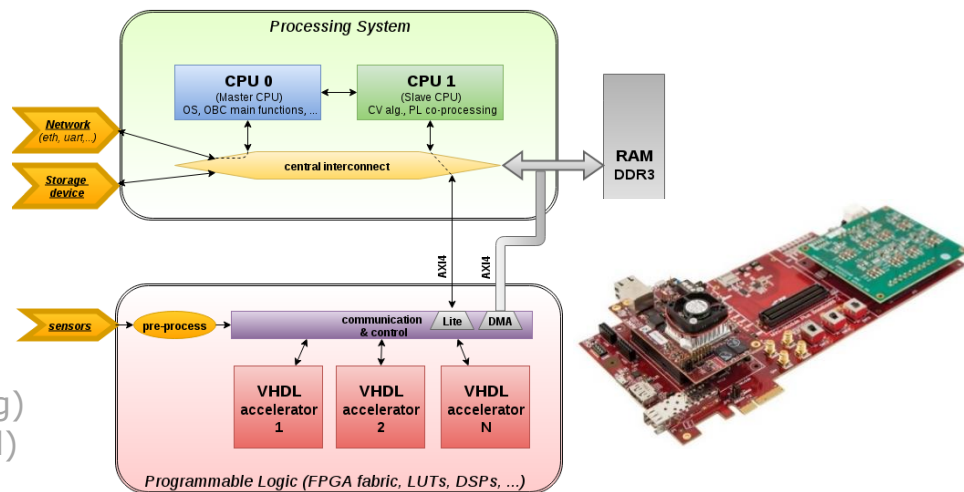 Processing System
CPU 0
(Master CPU)
OS, OBC main functions, ...
CPU 1
(Slave CPU)
CV alg., PL co-processing
Network
(eth, uart,...)
Storage
device
central interconnect
RAM
DDR3
AXI4
AXI4
sensors
pre-process
communication
& control
Lite
DMA
VHDL
accelerator
1
VHDL
accelerator
2
VHDL
accelerator
N
g)
Programmable Logic (FPGA fabric, LUTs, DSPs, ...)